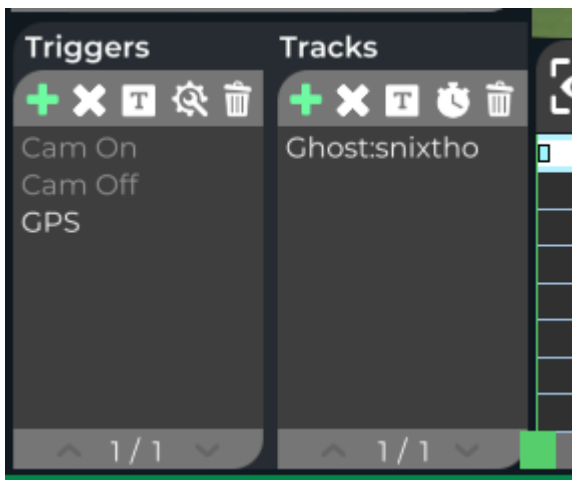 Triggers
Cam On
Cam Off
GPS
1/1
Tracks
Ghost:snixtho
1/1